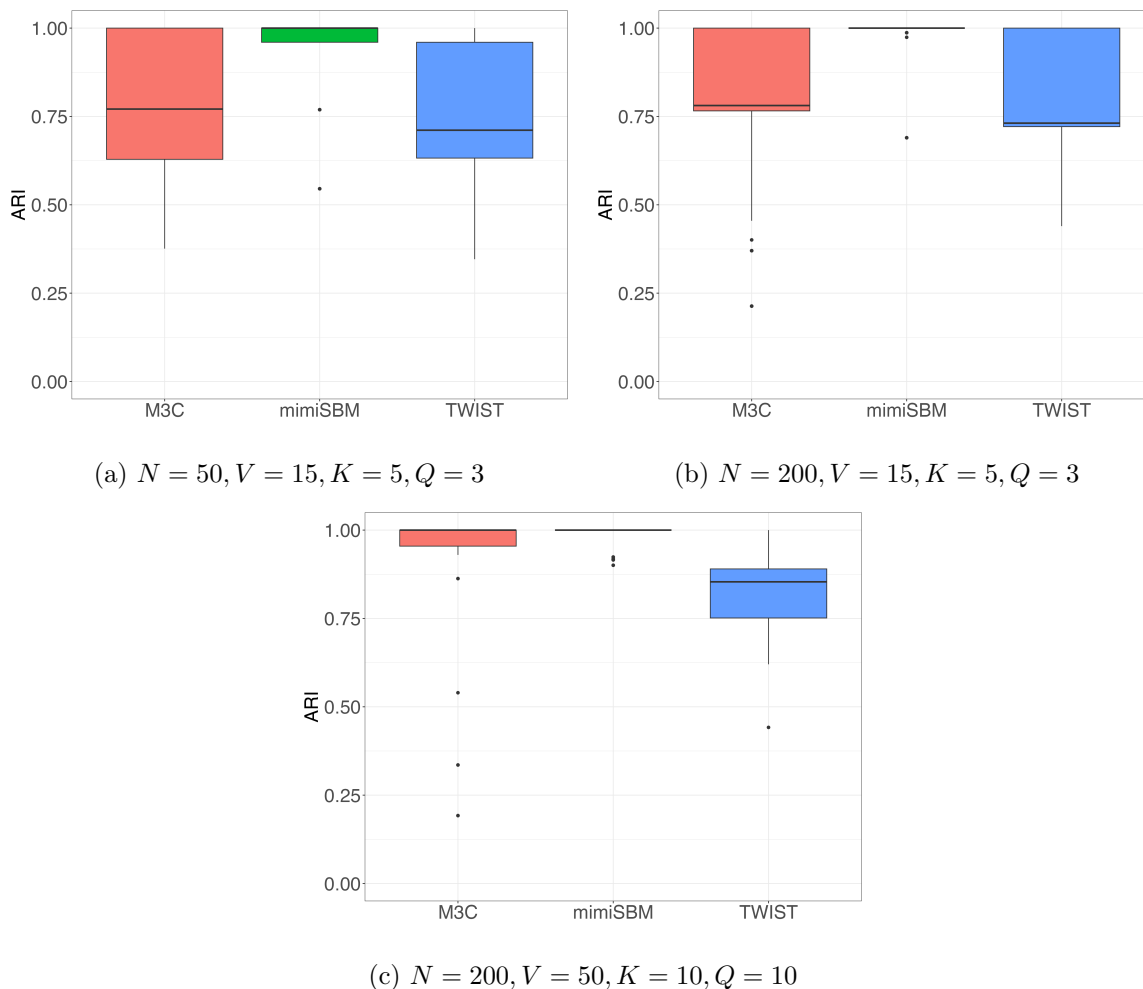 1.00
0.75
0.50
0.25
0.00
ARI
M3C mimiSBM TWIST
(a) N = 50, V = 15, K = 5, Q = 3
1.00
0.75
0.50
0.25
0.00
ARI
M3C mimiSBM TWIST
(b) N = 200, V = 15, K = 5, Q = 3
1.00
0.75
0.50
0.25
0.00
ARI
M3C mimiSBM TWIST
(c) N = 200, V = 50, K = 10, Q = 10